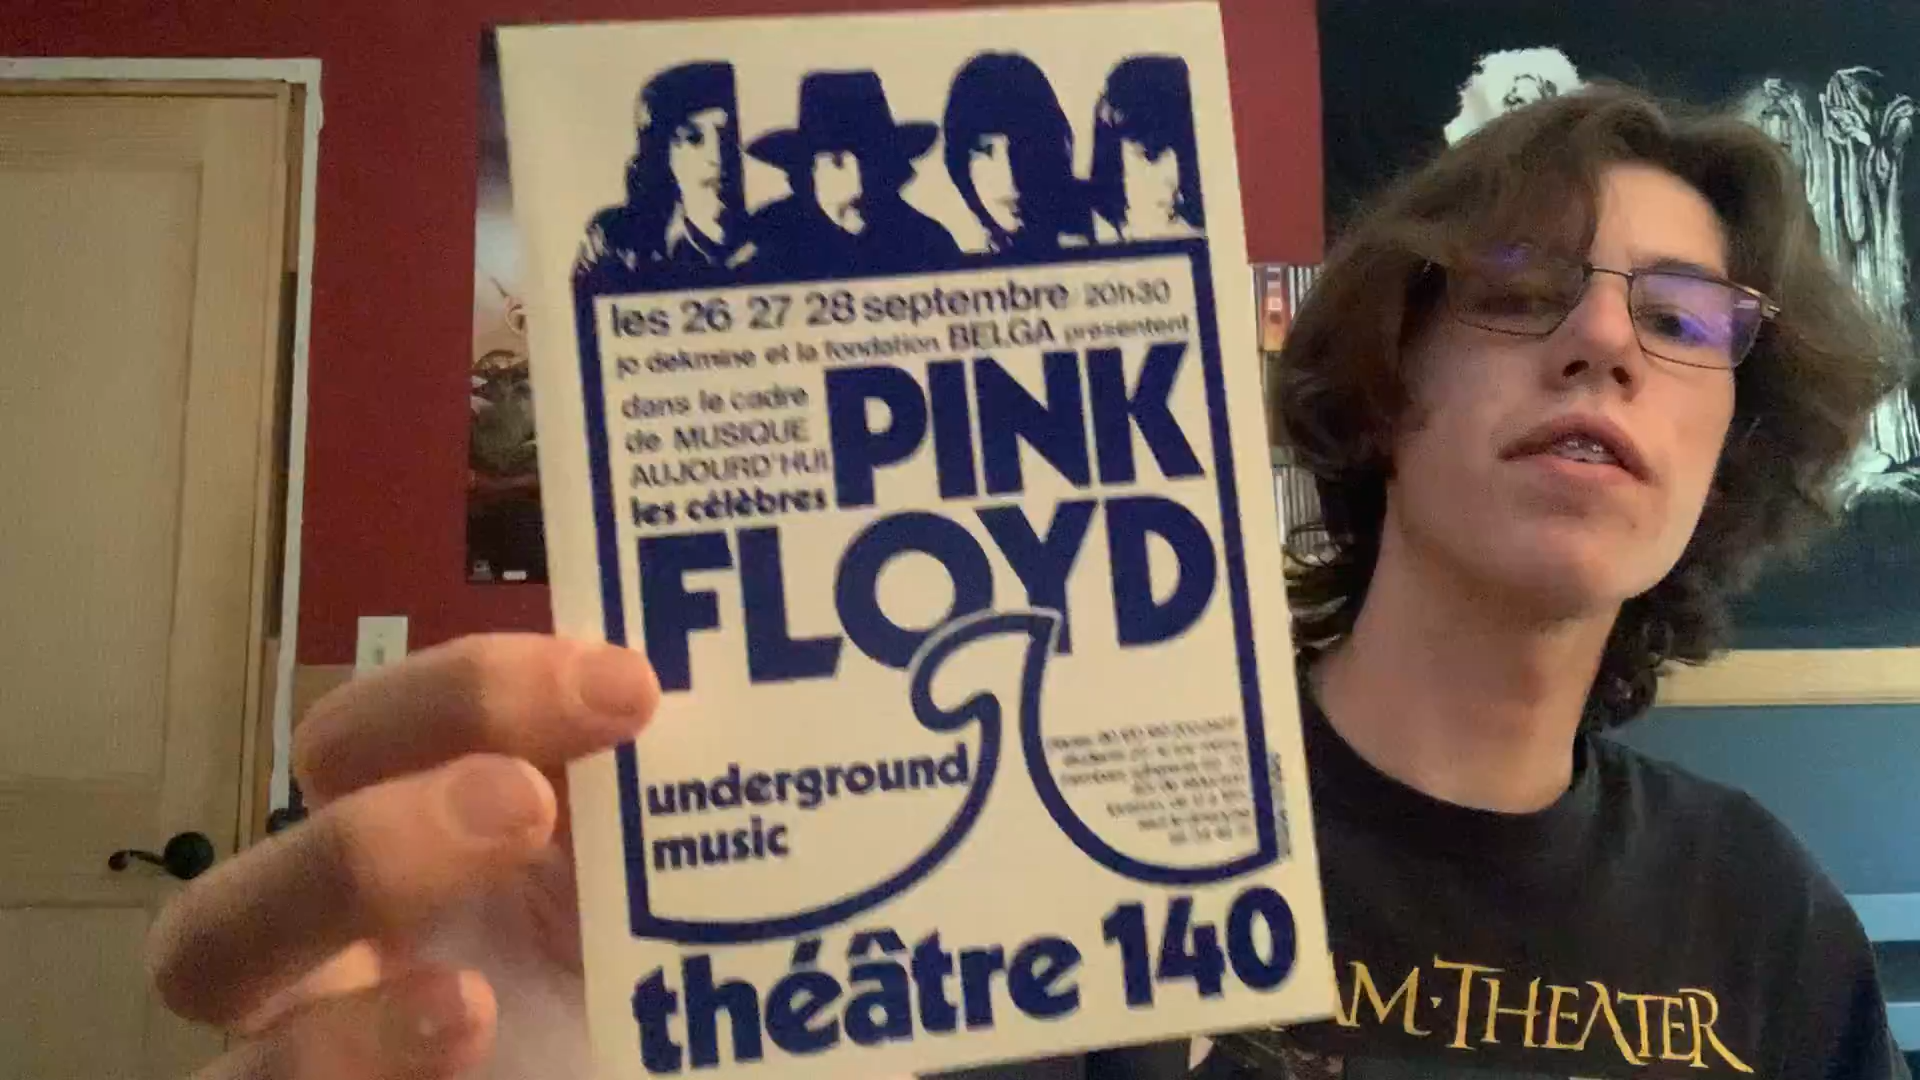 les 26 27 28 septembre 20h30
jo dekmine et la fondation BELGA présentent
dans le cadre
de MUSIQUE
AUJOURD'HUI
les célèbres
PINK
FLOYD
underground
music
théâtre 140
AM·THEATER